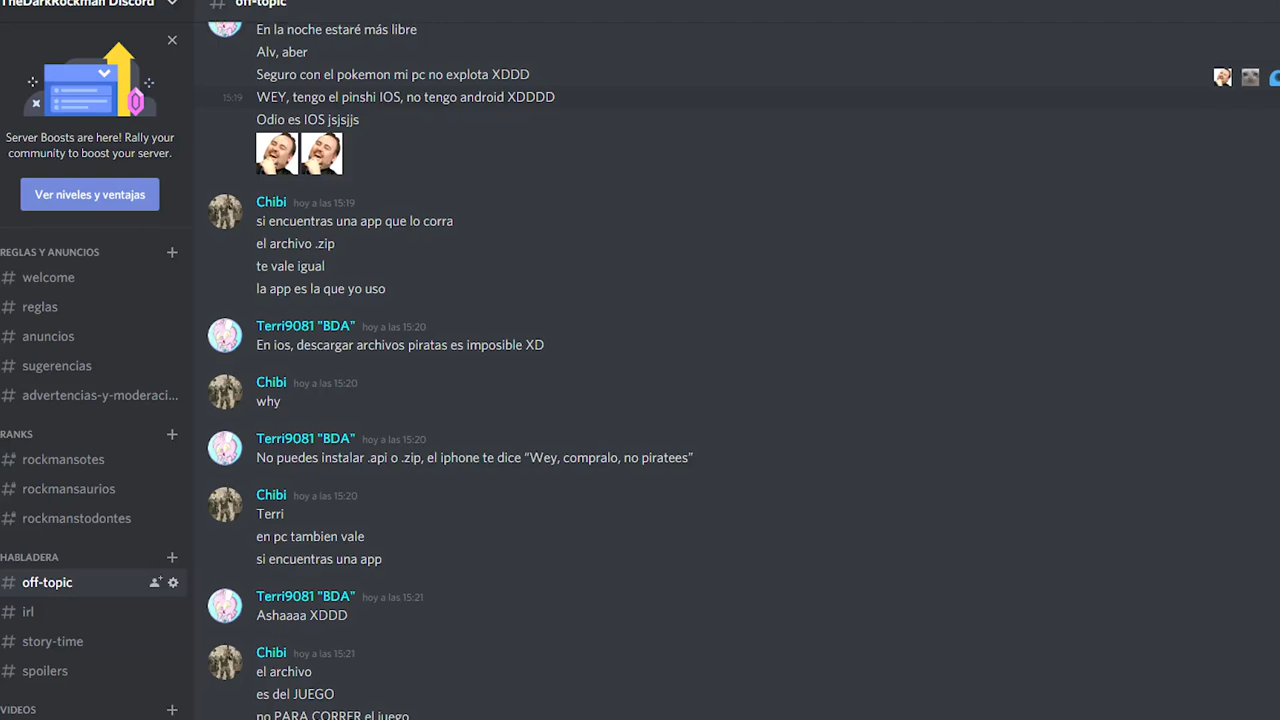 TheDarkRockman Discord
Server Boosts are here! Rally your
community to boost your server.
Ver niveles y ventajas
REGLAS Y ANUNCIOS
welcome
reglas
anuncios
sugerencias
advertencias-y-moderaci...
RANKS
rockmansotes
rockmansaurios
rockmanstodontes
HABLADERA
off-topic
irl
story-time
spoilers
VIDEOS
off-topic
En la noche estaré más libre
Alv, aber
Seguro con el pokemon mi pc no explota XDDD
15:19 WEY, tengo el pinshi IOS, no tengo android XDDDD
Odio es IOS jsjsjjs
Chibi hoy a las 15:19
si encuentras una app que lo corra
el archivo .zip
te vale igual
la app es la que yo uso
Terri9081 "BDA" hoy a las 15:20
En ios, descargar archivos piratas es imposible XD
Chibi hoy a las 15:20
why
Terri9081 "BDA" hoy a las 15:20
No puedes instalar .api o .zip, el iphone te dice “Wey, compralo, no piratees”
Chibi hoy a las 15:20
Terri
en pc tambien vale
si encuentras una app
Terri9081 "BDA" hoy a las 15:21
Ashaaaa XDDD
Chibi hoy a las 15:21
el archivo
es del JUEGO
no PARA CORRER el juego